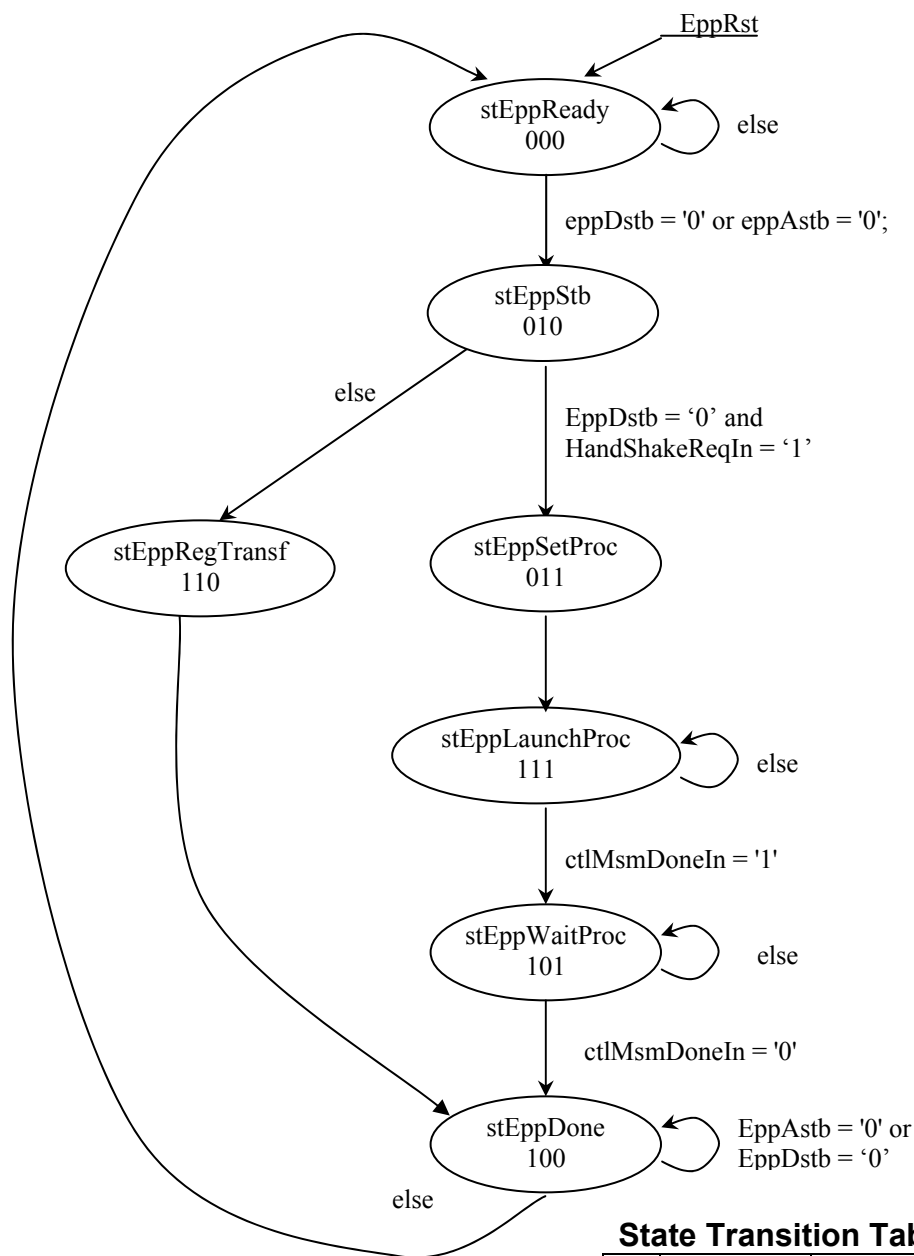 EppRst
stEppReady
000
else
eppDstb = '0' or eppAstb = '0';
stEppStb
010
else
EppDstb = ‘0’ and
HandShakeReqIn = ‘1’
stEppRegTransf
110
stEppSetProc
011
stEppLaunchProc
111
else
ctlMsmDoneIn = '1'
stEppWaitProc
101
else
ctlMsmDoneIn = '0'
stEppDone
100
EppAstb = '0' or
EppDstb = ‘0’
else
State Transition Tab